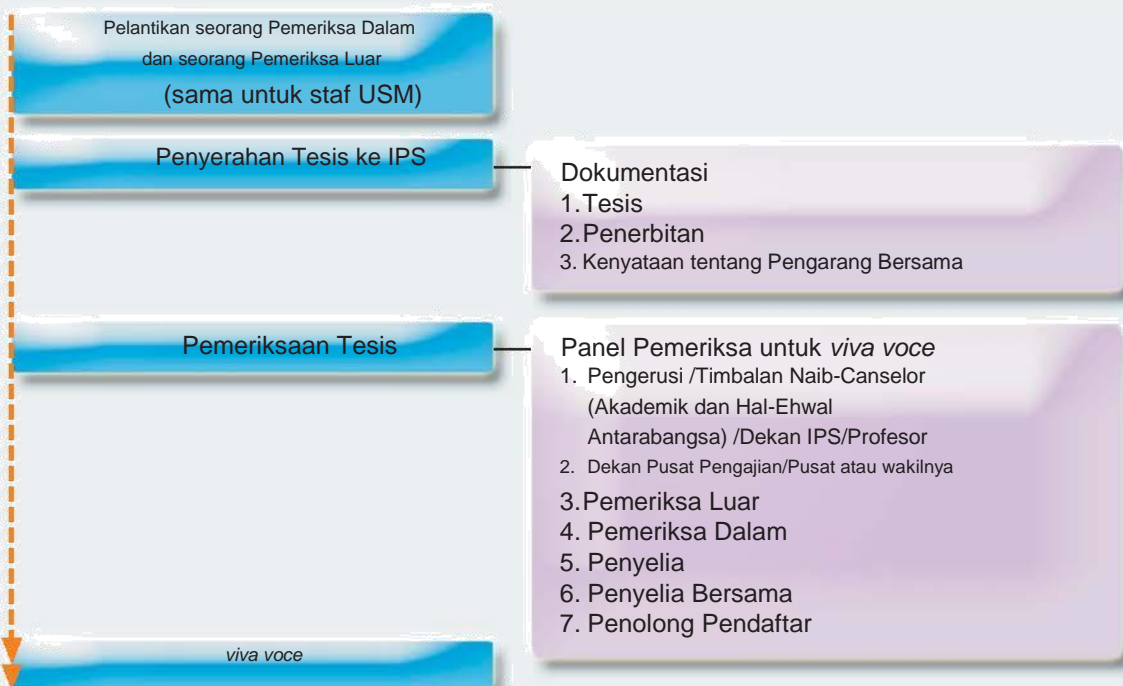 Pelantikan seorang Pemeriksa Dalam
dan seorang Pemeriksa Luar
(sama untuk staf USM)
Penyerahan Tesis ke IPS
Dokumentasi
1.Tesis
2.Penerbitan
3. Kenyataan tentang Pengarang Bersama
Pemeriksaan Tesis
Panel Pemeriksa untuk viva voce
1. Pengerusi /Timbalan Naib-Canselor
(Akademik dan Hal-Ehwal
Antarabangsa) /Dekan IPS/Profesor
2. Dekan Pusat Pengajian/Pusat atau wakilnya
3.Pemeriksa Luar
4. Pemeriksa Dalam
5. Penyelia
6. Penyelia Bersama
7. Penolong Pendaftar
viva voce